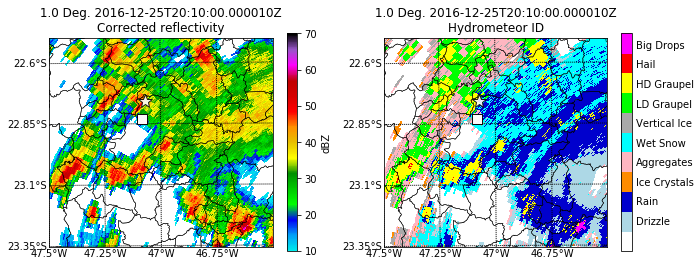 1.0 Deg. 2016-12-25T20:10:00.000010Z
Corrected reflectivity
22.6°S
22.85°S
23.1°S
23.35°S
47.5°W
47.25°W
47°W
46.75°W
70
60
50
40
30
20
10
dBZ
1.0 Deg. 2016-12-25T20:10:00.000010Z
Hydrometeor ID
22.6°S
22.85°S
23.1°S
23.35°S
47.5°W
47.25°W
47°W
46.75°W
Big Drops
Hail
HD Graupel
LD Graupel
Vertical Ice
Wet Snow
Aggregates
Ice Crystals
Rain
Drizzle